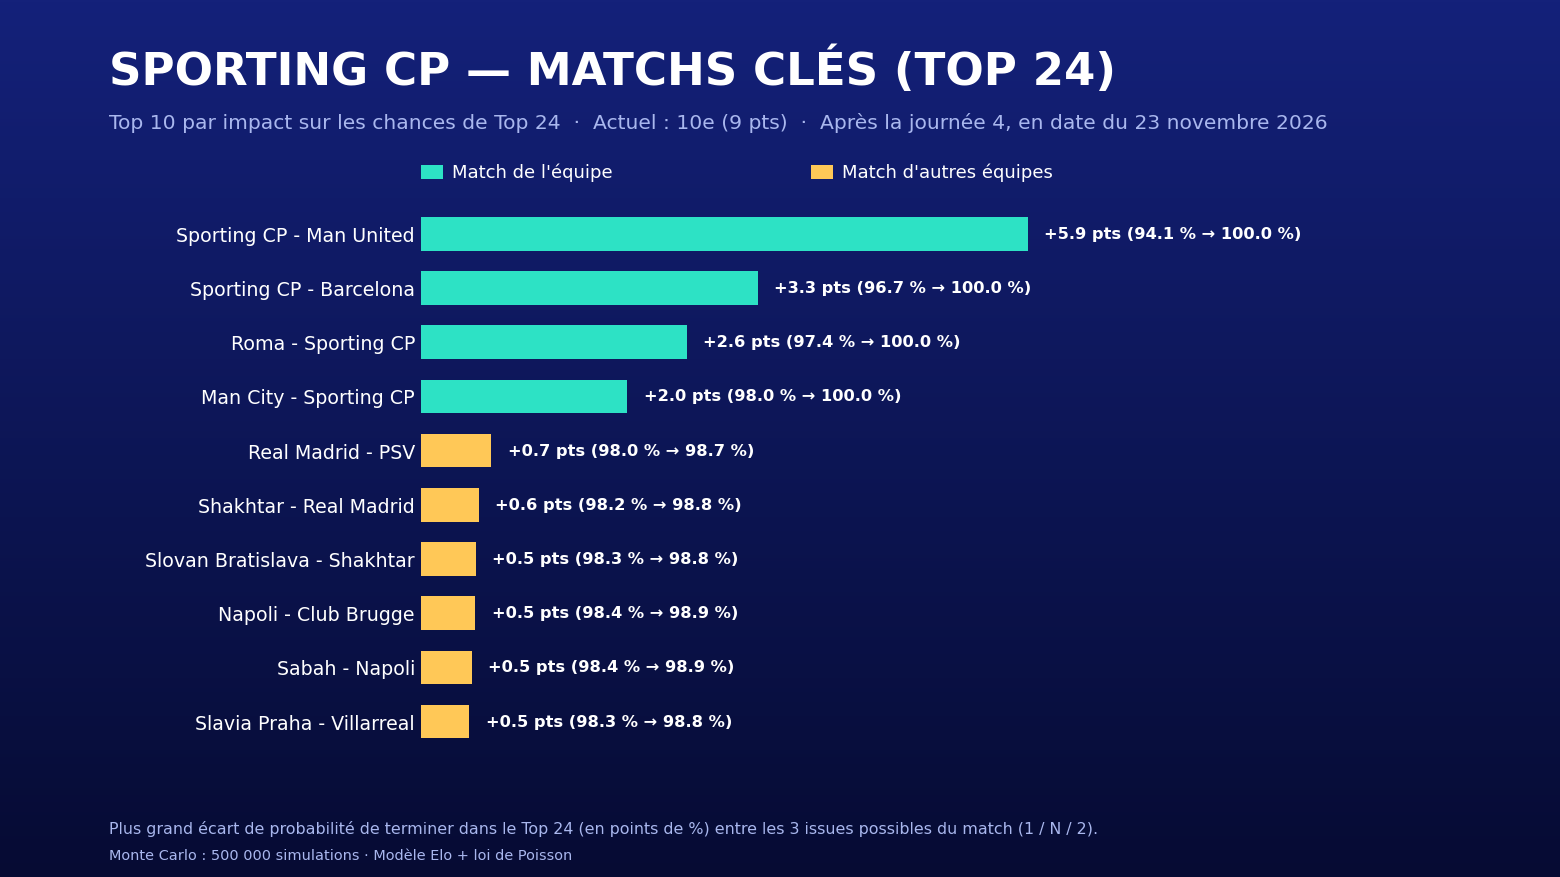 SPORTING CP — MATCHS CLÉS (TOP 24)
Top 10 par impact sur les chances de Top 24 · Actuel : 10e (9 pts) · Après la journée 4, en date du 23 novembre 2026
Match de l'équipe
Match d'autres équipes
Sporting CP - Man United +5.9 pts (94.1 % → 100.0 %)
Sporting CP - Barcelona +3.3 pts (96.7 % → 100.0 %)
Roma - Sporting CP +2.6 pts (97.4 % → 100.0 %)
Man City - Sporting CP +2.0 pts (98.0 % → 100.0 %)
Real Madrid - PSV +0.7 pts (98.0 % → 98.7 %)
Shakhtar - Real Madrid +0.6 pts (98.2 % → 98.8 %)
Slovan Bratislava - Shakhtar +0.5 pts (98.3 % → 98.8 %)
Napoli - Club Brugge +0.5 pts (98.4 % → 98.9 %)
Sabah - Napoli +0.5 pts (98.4 % → 98.9 %)
Slavia Praha - Villarreal +0.5 pts (98.3 % → 98.8 %)
Plus grand écart de probabilité de terminer dans le Top 24 (en points de %) entre les 3 issues possibles du match (1 / N / 2).
Monte Carlo : 500 000 simulations · Modèle Elo + loi de Poisson